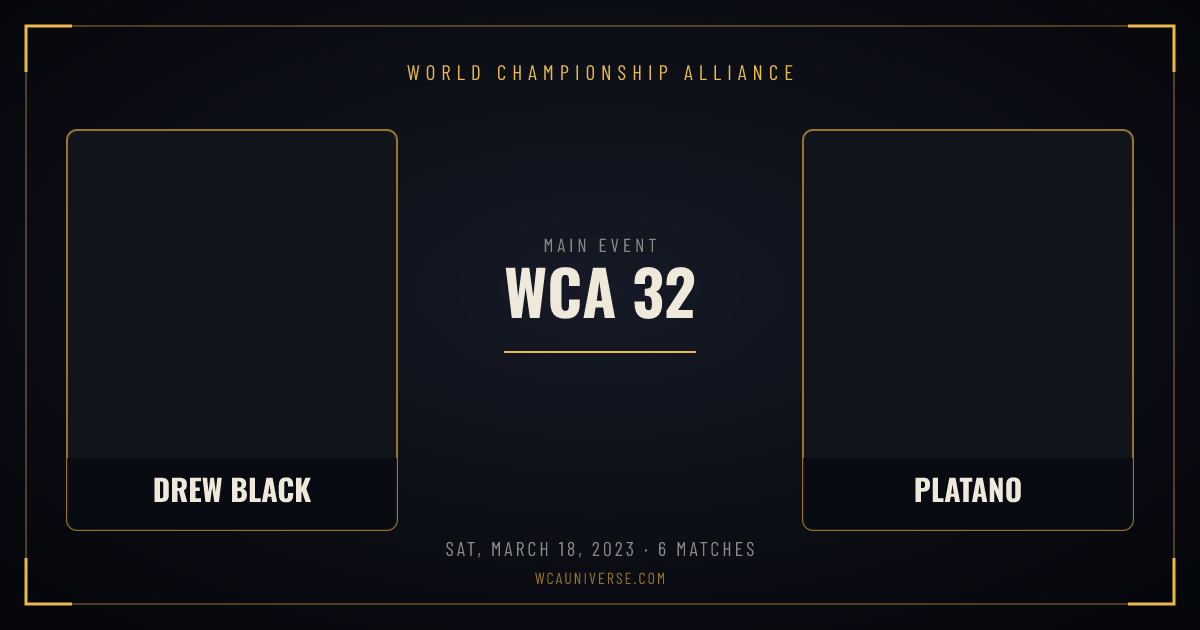 WORLD CHAMPIONSHIP ALLIANCE
MAIN EVENT
WCA 32
DREW BLACK
PLATANO
SAT, MARCH 18, 2023 · 6 MATCHES
WCAUNIVERSE.COM